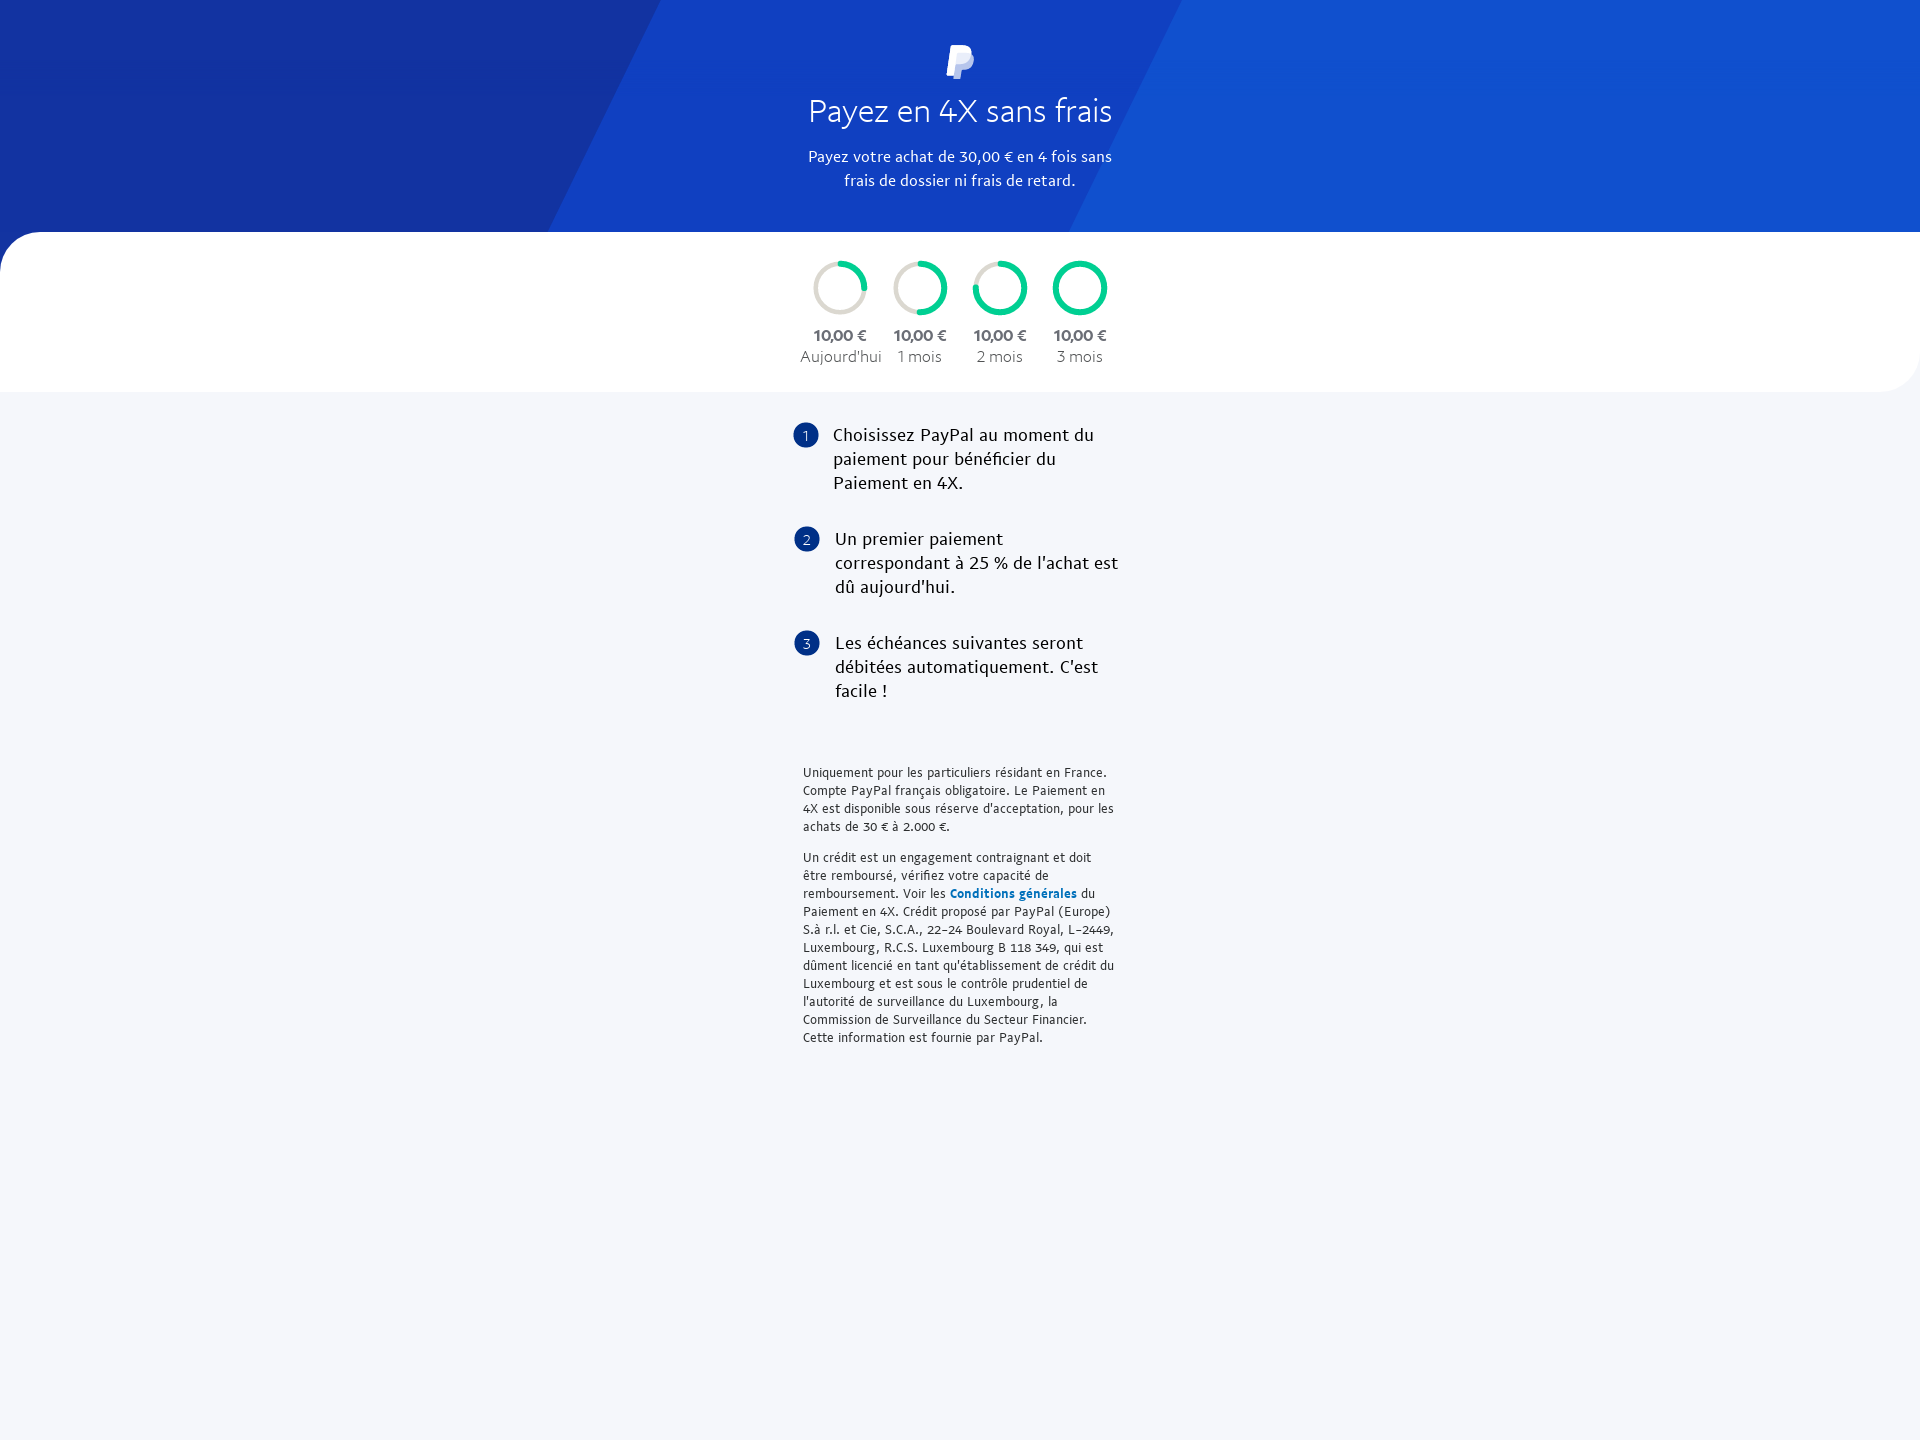 Payez en 4X sans frais
Payez votre achat de 30,00 € en 4 fois sans
frais de dossier ni frais de retard.
10,00 € 10,00 € 10,00 € 10,00 €
Aujourd'hui 1 mois 2 mois 3 mois
1 Choisissez PayPal au moment du
paiement pour bénéficier du
Paiement en 4X.
2 Un premier paiement
correspondant à 25 % de l'achat est
dû aujourd'hui.
3 Les échéances suivantes seront
débitées automatiquement. C'est
facile !
Uniquement pour les particuliers résidant en France.
Compte PayPal français obligatoire. Le Paiement en
4X est disponible sous réserve d'acceptation, pour les
achats de 30 € à 2.000 €.
Un crédit est un engagement contraignant et doit
être remboursé, vérifiez votre capacité de
remboursement. Voir les Conditions générales du
Paiement en 4X. Crédit proposé par PayPal (Europe)
S.à r.l. et Cie, S.C.A., 22-24 Boulevard Royal, L-2449,
Luxembourg, R.C.S. Luxembourg B 118 349, qui est
dûment licencié en tant qu'établissement de crédit du
Luxembourg et est sous le contrôle prudentiel de
l'autorité de surveillance du Luxembourg, la
Commission de Surveillance du Secteur Financier.
Cette information est fournie par PayPal.